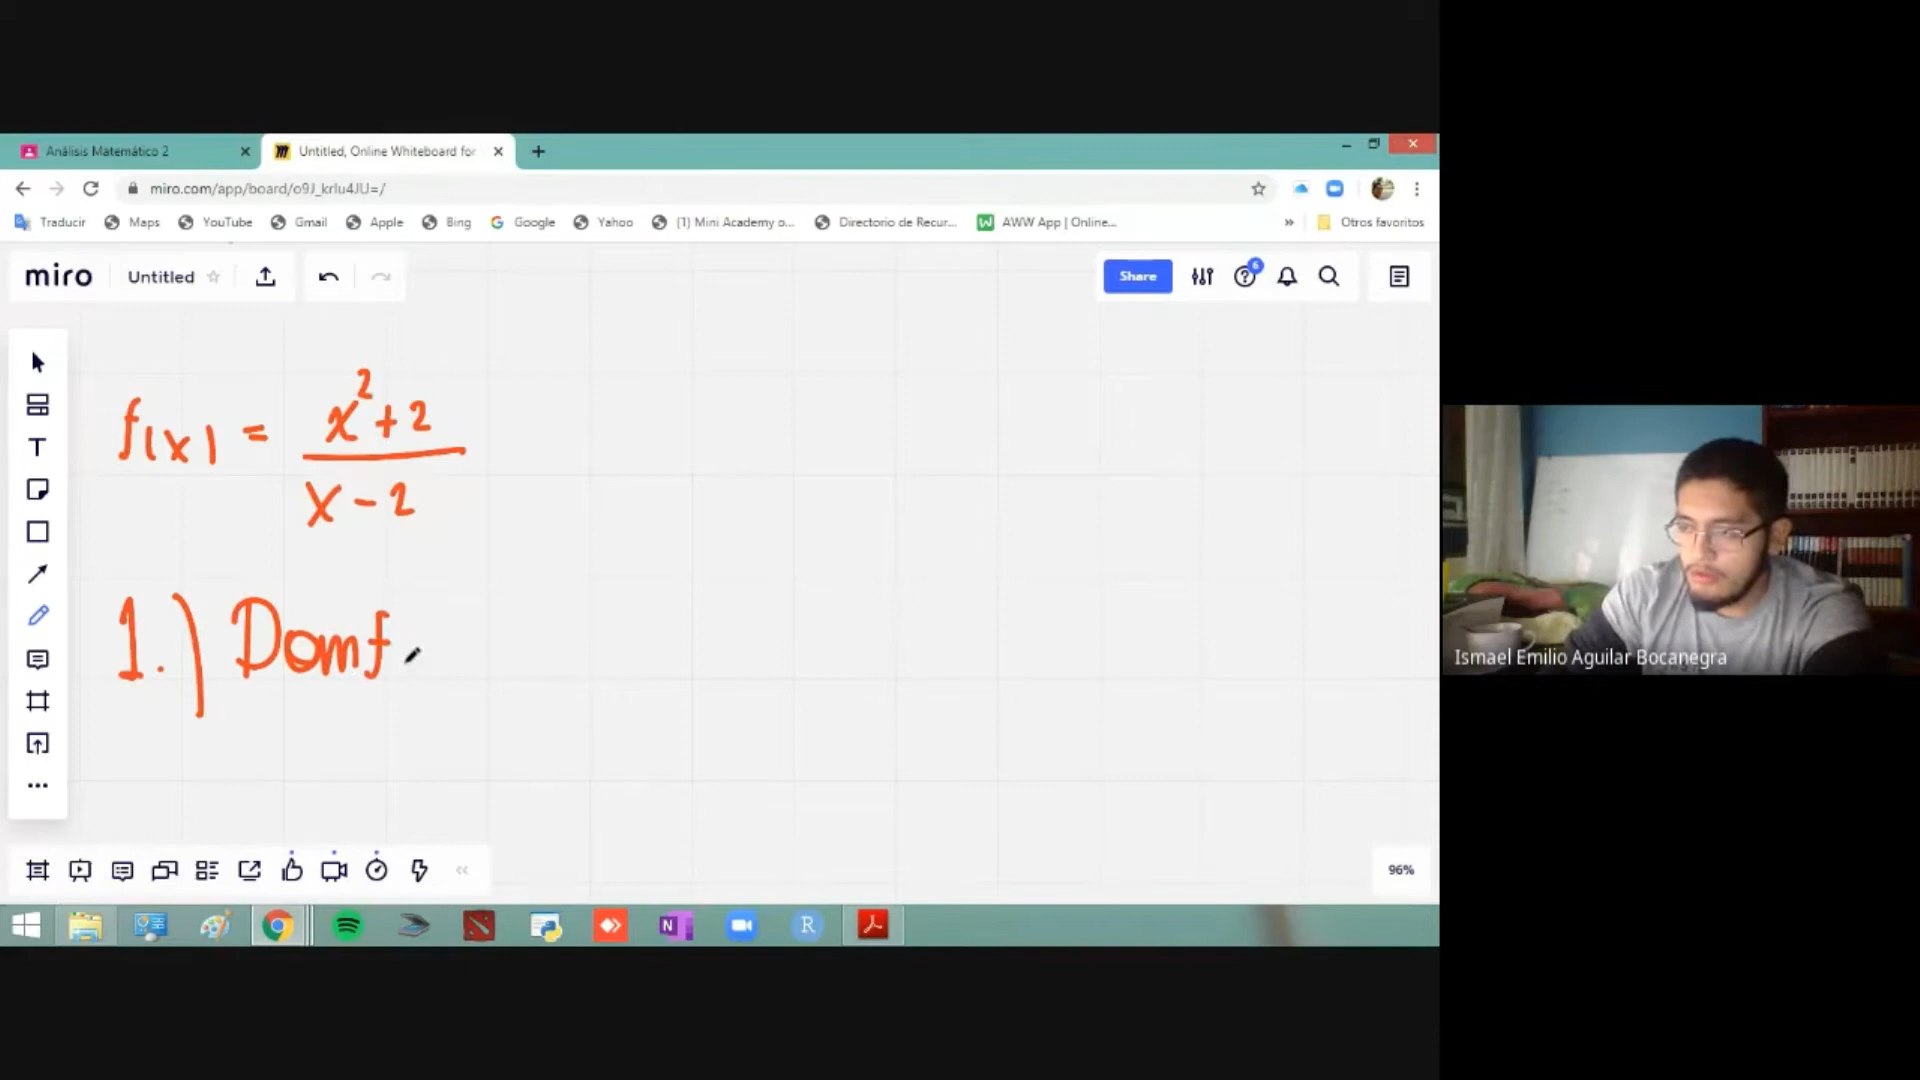 Análisis Matemático 2
Untitled, Online Whiteboard for
miro.com/app/board/o9J_krlu4JU=/
Traducir
Maps
YouTube
Gmail
Apple
Bing
Google
Yahoo
(1) Mini Academy o...
Directorio de Recur...
AWW App | Online...
»
Otros favoritos
miro
Untitled
Share
6
f(x) = x²+2
x-2
1.) Domf
Ismael Emilio Aguilar Bocanegra
96%